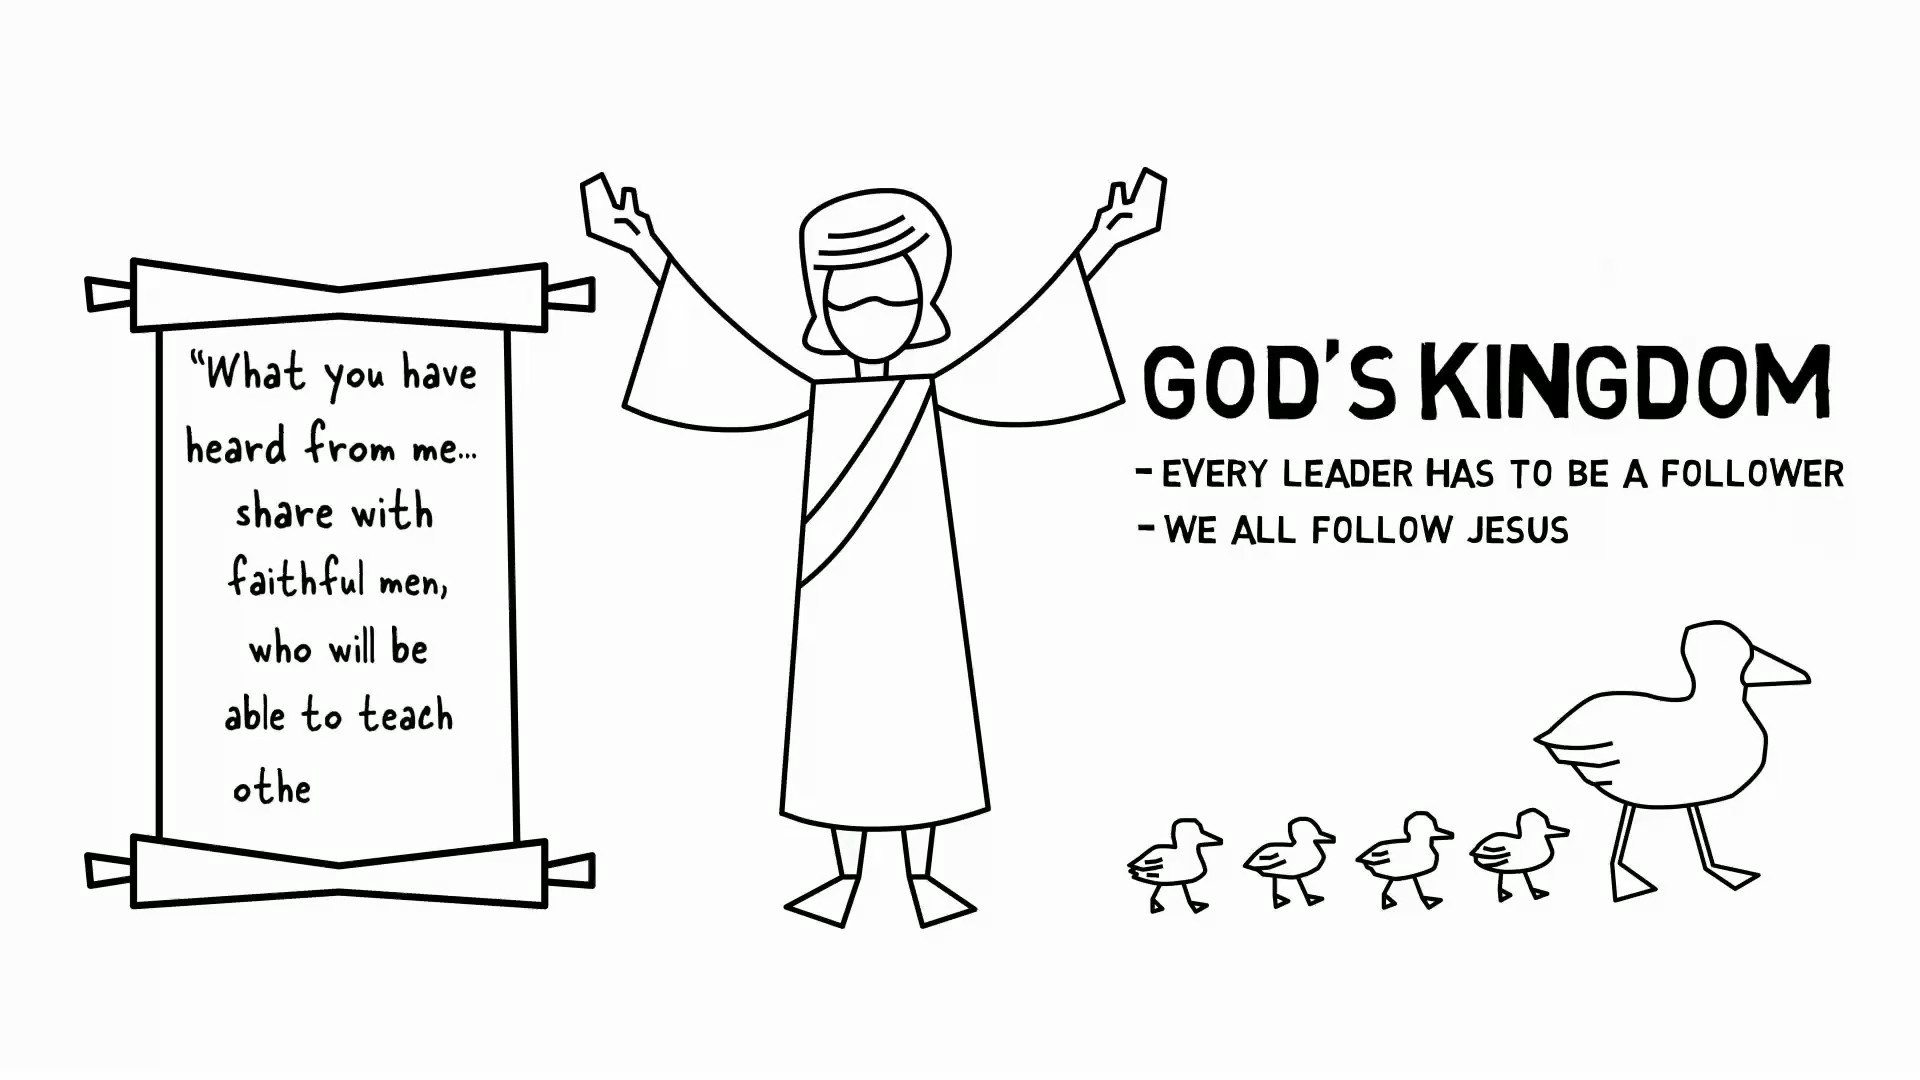 “What you have
heard from me...
share with
faithful men,
who will be
able to teach
othe
GOD'S KINGDOM
- EVERY LEADER HAS TO BE A FOLLOWER
- WE ALL FOLLOW JESUS